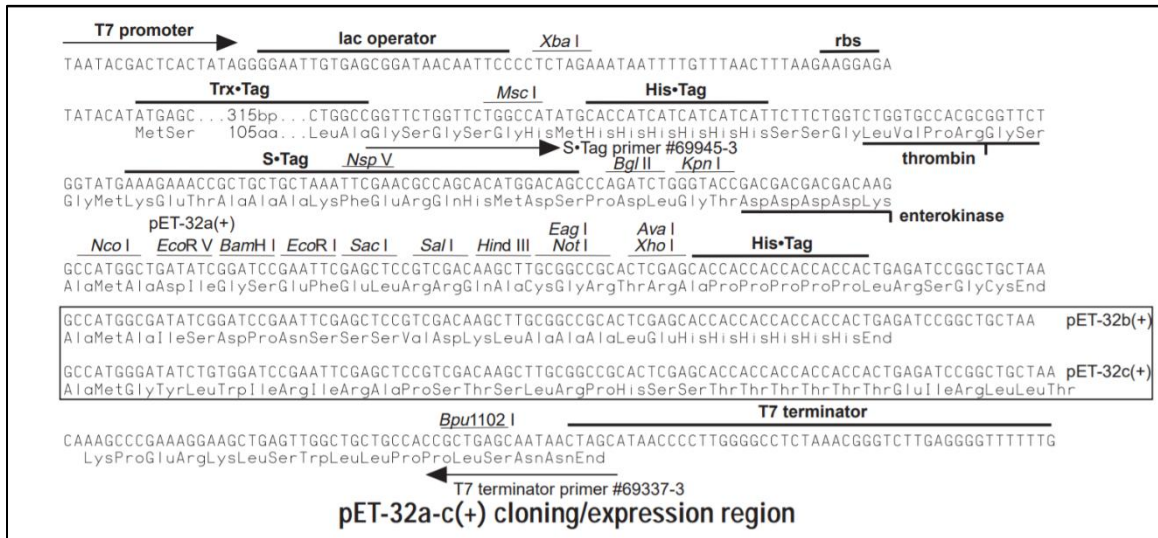 T7 promoter
lac operator
Xba I
rbs
TAATACGACTCACTATAGGGGAATTGTGAGCGGATAACAATTCCCCTCTAGAAATAATTTTGTTTAACTTTAAGAAGGAGA
Trx•Tag
Msc I
His•Tag
TATACATATGAGC...315bp...CTGGCCGGTTCTGGTTCTGGCCATATGCACCATCATCATCATCATTCTTCTGGTCTGGTGCCACGCGGTTCT
MetSer 105aa...LeuAlaGlySerGlySerGlyHisMetHisHisHisHisHisHisSerSerGlyLeuValProArgGlySer
S•Tag primer #69945-3
thrombin
S•Tag
Nsp V
Bgl II
Kpn I
GGTATGAAAGAAACCGCTGCTGCTAAATTCGAACGCCAGCACATGGACAGCCCAGATCTGGGTACCGACGACGACGACAAG
GlyMetLysGluThrAlaAlaAlaLysPheGluArgGlnHisMetAspSerProAspLeuGlyThrAspAspAspAspLys
enterokinase
pET-32a(+)
Eag I
Ava I
Nco I
EcoR V
BamH I
EcoR I
Sac I
Sal I
Hind III
Not I
Xho I
His•Tag
GCCATGGCTGATATCGGATCCGAATTCGAGCTCCGTCGACAAGCTTGCGGCCGCACTCGAGCACCACCACCACCACCACTGAGATCCGGCTGCTAA
AlaMetAlaAspIleGlySerGluPheGluLeuArgArgGlnAlaCysGlyArgThrArgAlaProProProProProProLeuArgSerGlyCysEnd
GCCATGGCGATATCGGATCCGAATTCGAGCTCCGTCGACAAGCTTGCGGCCGCACTCGAGCACCACCACCACCACCACTGAGATCCGGCTGCTAA pET-32b(+)
AlaMetAlaIleSerAspProAsnSerSerSerValAspLysLeuAlaAlaAlaLeuGluHisHisHisHisHisHisEnd
GCCATGGGATATCTGTGGATCCGAATTCGAGCTCCGTCGACAAGCTTGCGGCCGCACTCGAGCACCACCACCACCACCACTGAGATCCGGCTGCTAA pET-32c(+)
AlaMetGlyTyrLeuTrpIleArgIleArgAlaProSerThrSerLeuArgProHisSerSerThrThrThrThrThrThrGluIleArgLeuLeuThr
Bpu1102 I
T7 terminator
CAAAGCCCGAAAGGAAGCTGAGTTGGCTGCTGCCACCGCTGAGCAATAACTAGCATAACCCCTTGGGGCCTCTAAACGGGTCTTGAGGGGTTTTTTG
LysProGluArgLysLeuSerTrpLeuLeuProProLeuSerAsnAsnEnd
T7 terminator primer #69337-3
pET-32a-c(+) cloning/expression region